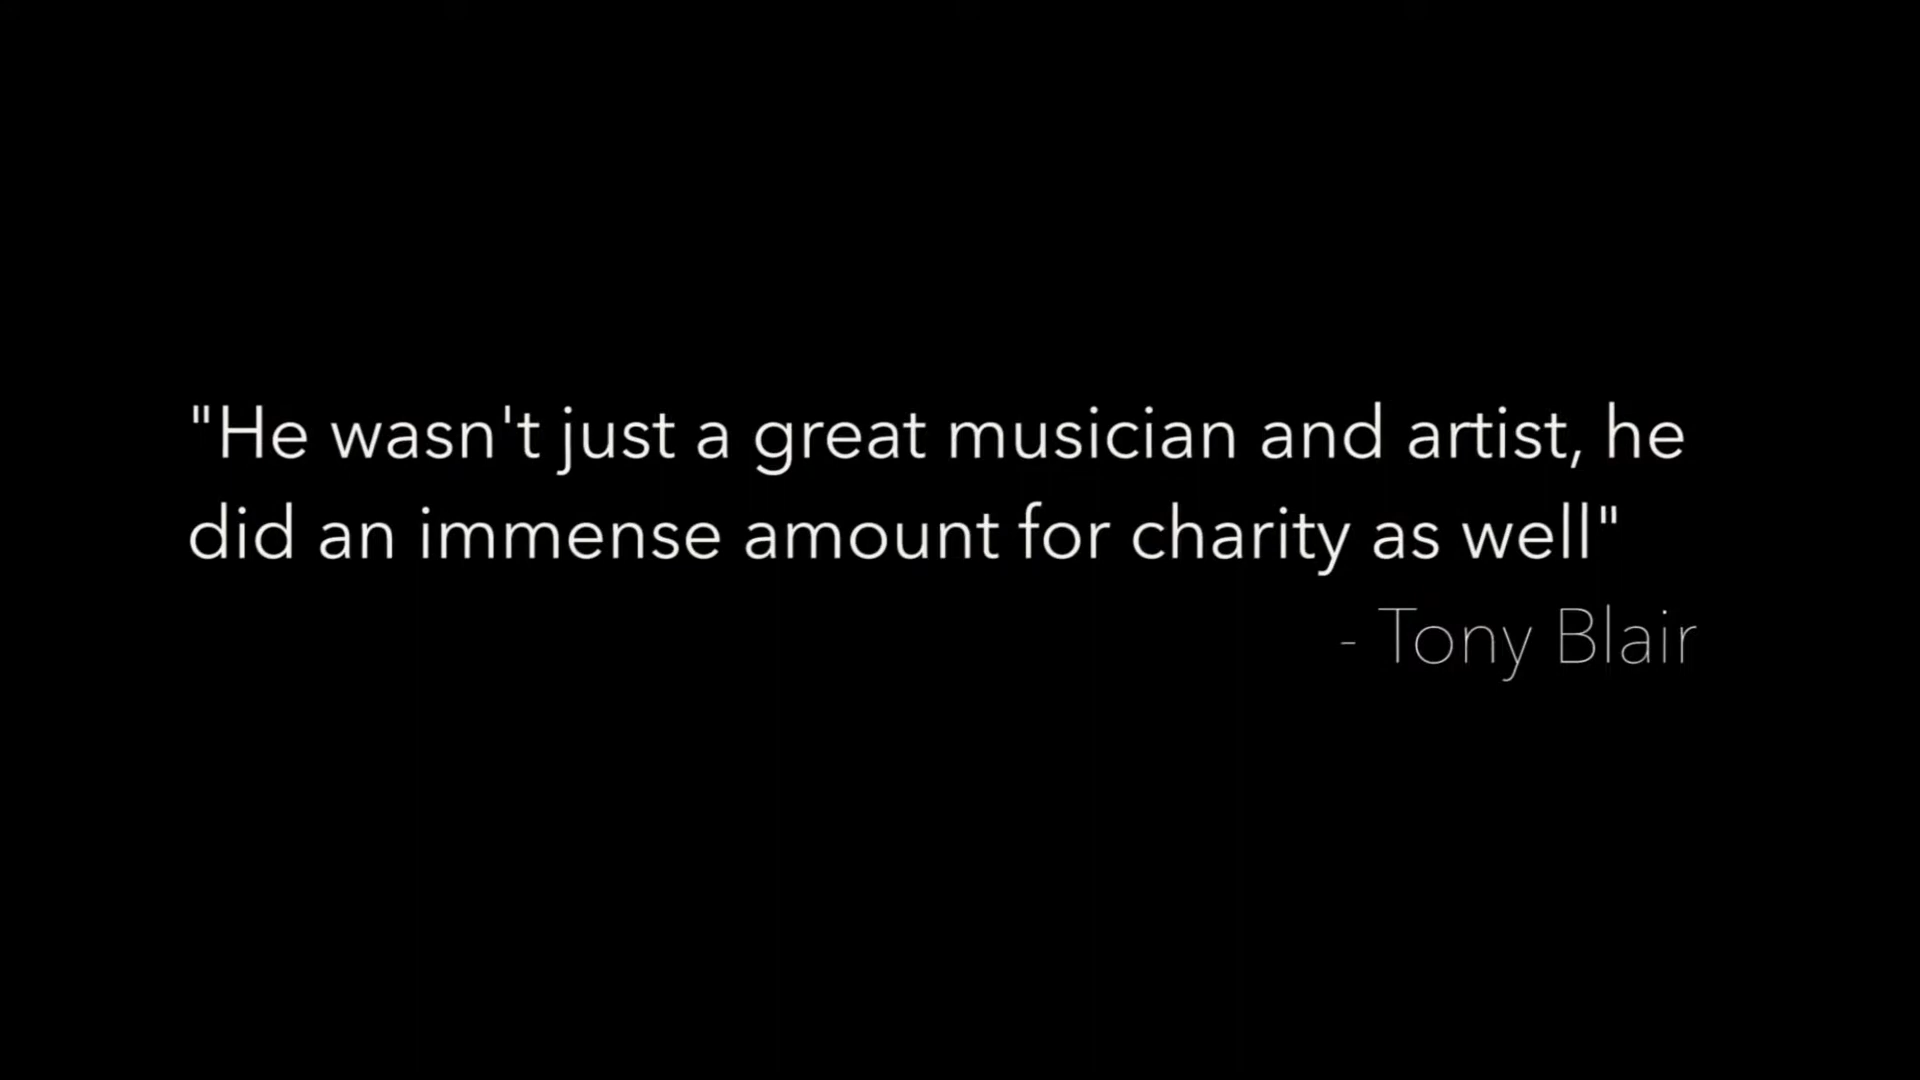 "He wasn't just a great musician and artist, he
did an immense amount for charity as well"
- Tony Blair